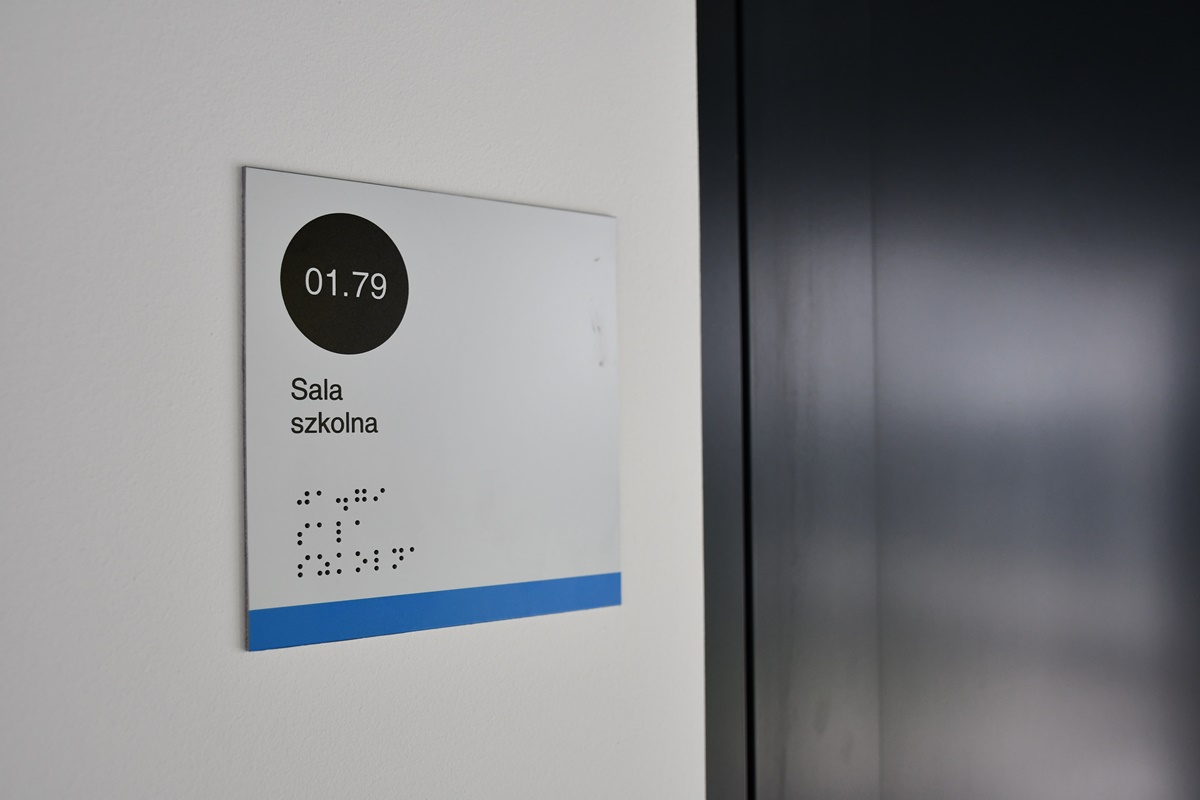 01.79
Sala
szkolna
⠼⠁⠲⠛⠊
⠎⠁⠇⠁
⠎⠵⠅⠕⠇⠝⠁